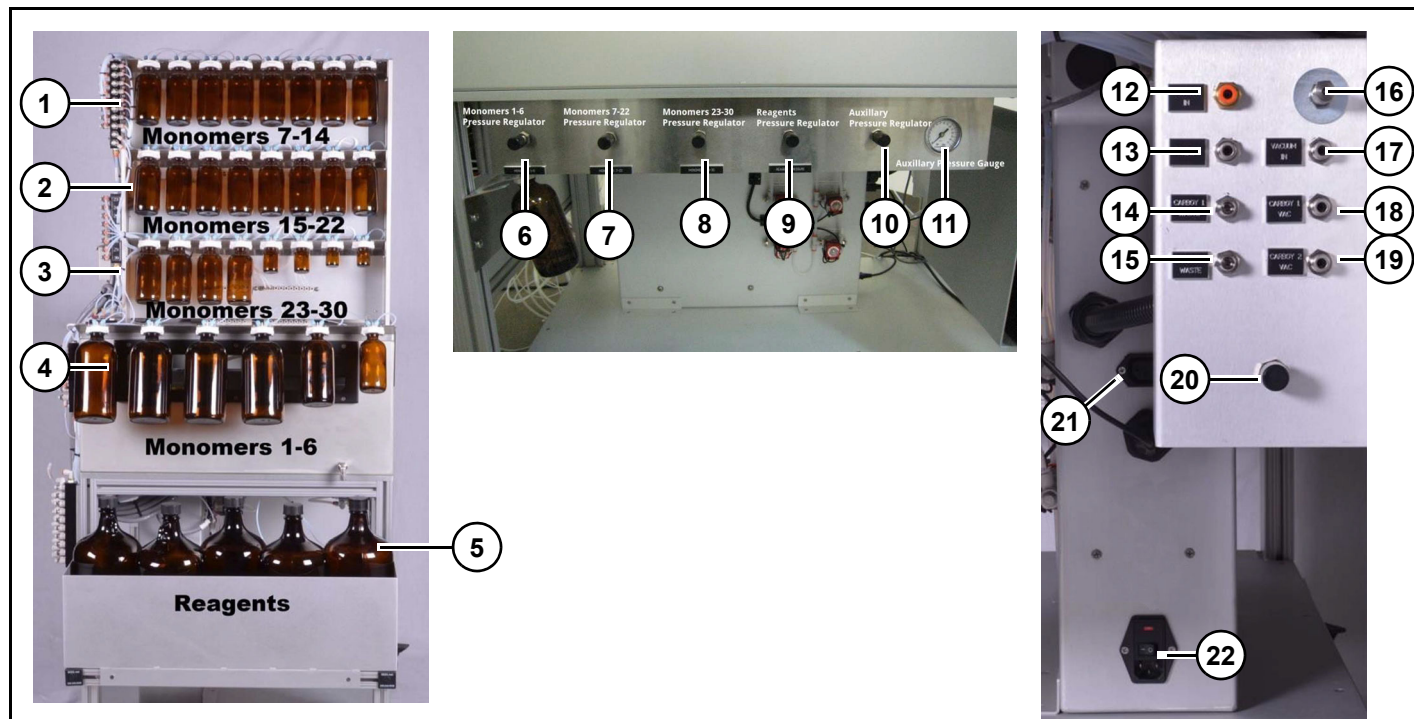 1
Monomers 7-14
2
Monomers 15-22
3
Monomers 23-30
4
Monomers 1-6
5
Reagents
Monomers 1-6
Pressure Regulator
Monomers 7-22
Pressure Regulator
Monomers 23-30
Pressure Regulator
Reagents
Pressure Regulator
Auxillary
Pressure Regulator
Auxillary Pressure Gauge
6
7
8
9
10
11
12
IN
16
13
VACUUM
IN
17
14
CARBOY 1
CARBOY 1
VAC
18
15
WASTE
CARBOY 2
VAC
19
20
21
22